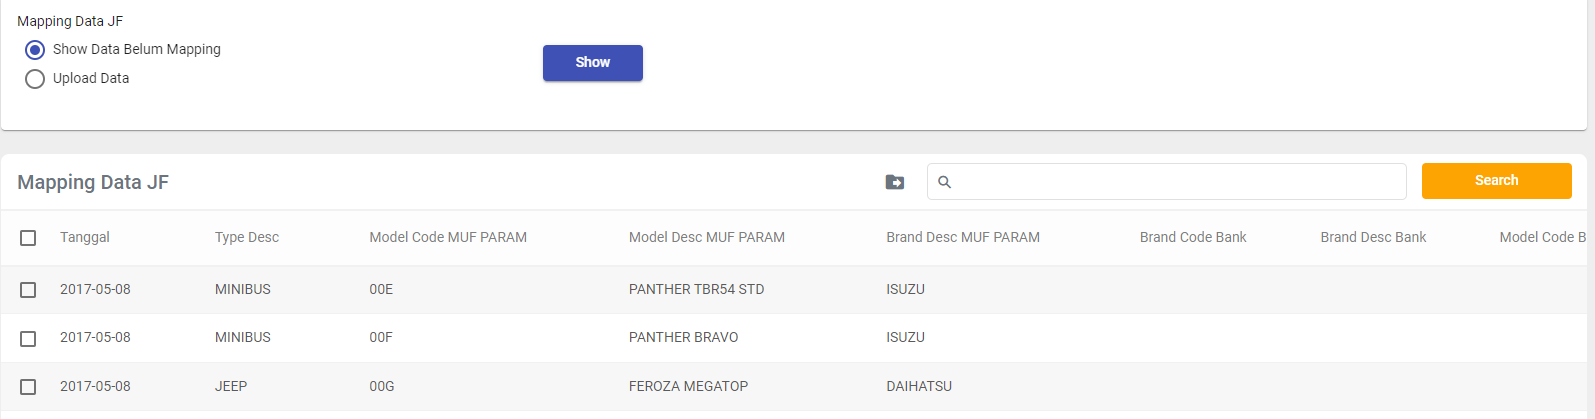 Mapping Data JF
Show Data Belum Mapping
Show
Upload Data
Mapping Data JF
Search
Tanggal Type Desc Model Code MUF PARAM Model Desc MUF PARAM Brand Desc MUF PARAM Brand Code Bank Brand Desc Bank Model Code B
2017-05-08 MINIBUS 00E PANTHER TBR54 STD ISUZU
2017-05-08 MINIBUS 00F PANTHER BRAVO ISUZU
2017-05-08 JEEP 00G FEROZA MEGATOP DAIHATSU